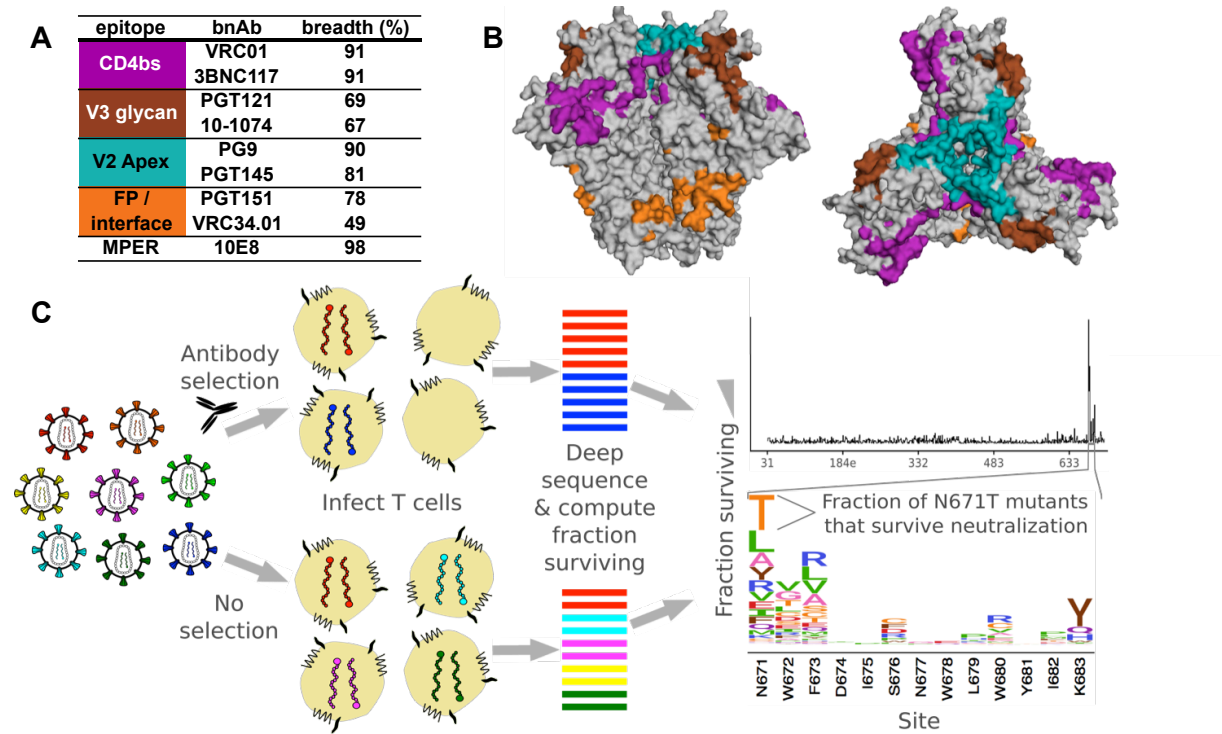 A
epitope bnAb breadth (%)
CD4bs
VRC01 91
3BNC117 91
V3 glycan
PGT121 69
10-1074 67
V2 Apex
PG9 90
PGT145 81
FP /
interface
PGT151 78
VRC34.01 49
MPER 10E8 98
B
C
Antibody
selection
No
selection
Infect T cells
Deep
sequence
& compute
fraction
surviving
Fraction surviving
31 184e 332 483 633
Fraction of N671T mutants
that survive neutralization
T
L
A
Y
R
V
R
L
V
A
Y
N671 W672 F673 D674 I675 S676 N677 W678 L679 W680 Y681 I682 K683
Site